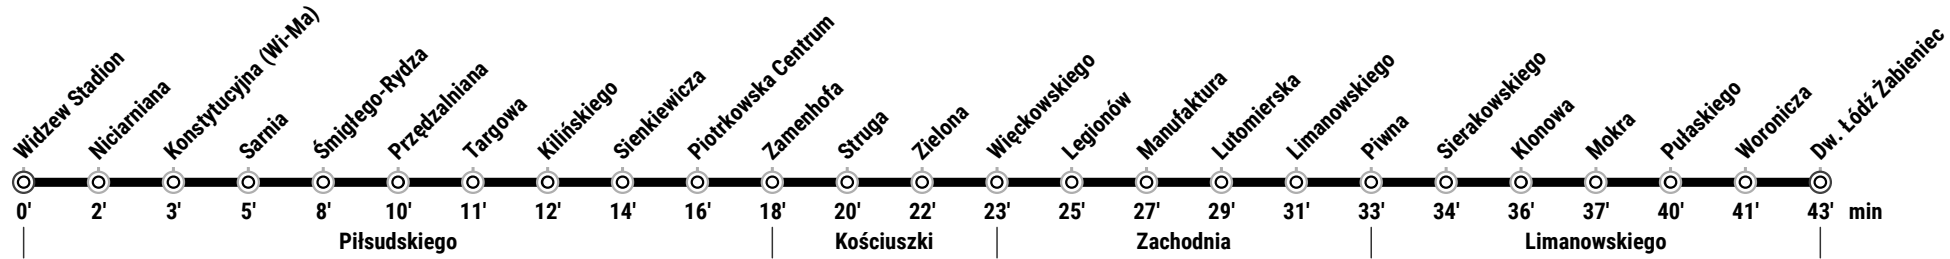 Widzew Stadion
Niciarniana
Konstytucyjna (Wi-Ma)
Sarnia
Śmigłego-Rydza
Przędzalniana
Targowa
Kilińskiego
Sienkiewicza
Piotrkowska Centrum
Zamenhofa
Struga
Zielona
Więckowskiego
Legionów
Manufaktura
Lutomierska
Limanowskiego
Piwna
Sierakowskiego
Klonowa
Mokra
Pułaskiego
Woronicza
Dw. Łódź Żabieniec
0' 2' 3' 5' 8' 10' 11' 12' 14' 16' 18' 20' 22' 23' 25' 27' 29' 31' 33' 34' 36' 37' 40' 41' 43' min
Piłsudskiego Kościuszki Zachodnia Limanowskiego